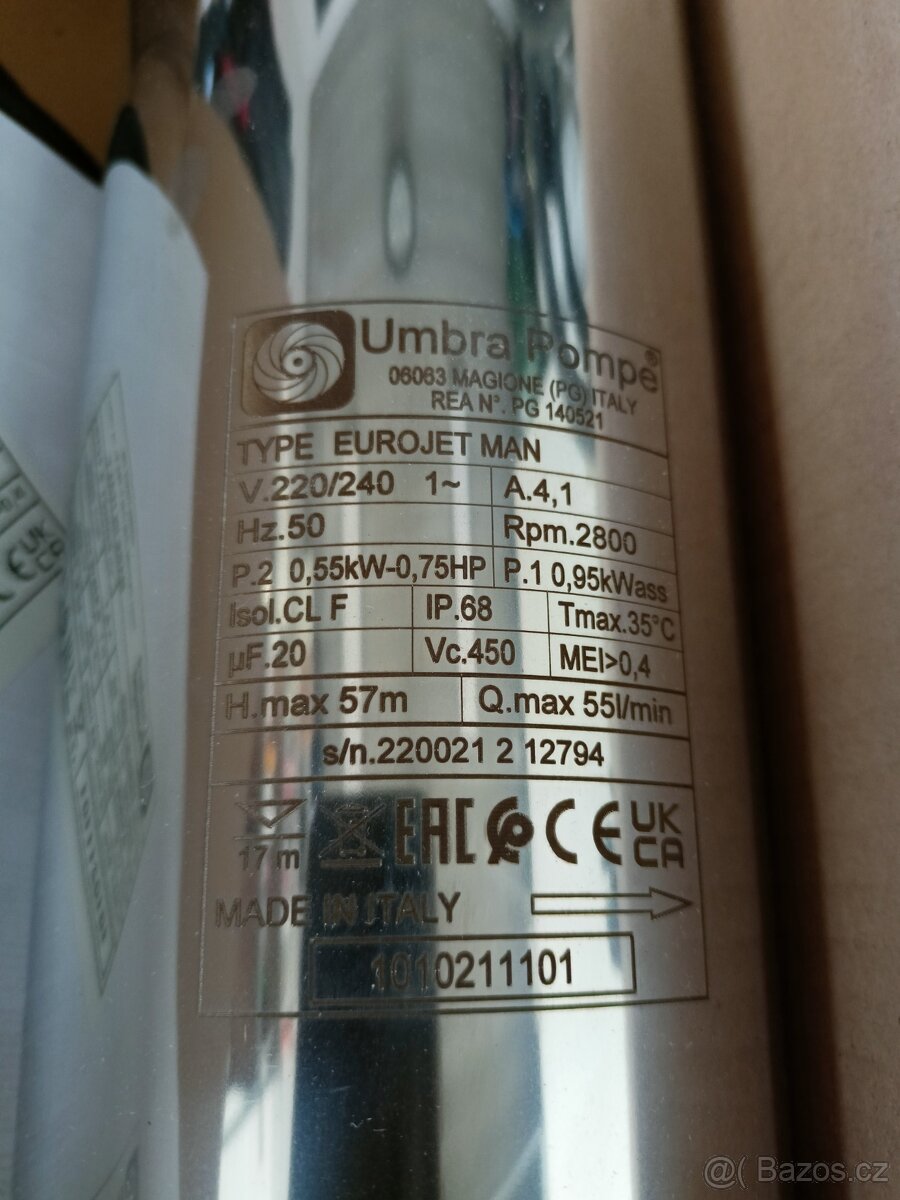 Umbra Pompe®
06063 MAGIONE (PG) ITALY
REA N°. PG 140521
TYPE EUROJET MAN
V.220/240 1~ A.4,1
Hz.50 Rpm.2800
P.2 0,55kW-0,75HP P.1 0,95kWass
Isol.CL F IP.68 Tmax.35°C
µF.20 Vc.450 MEI>0,4
H.max 57m Q.max 55l/min
s/n.220021 2 12794
17 m EAC CE UKCA
MADE IN ITALY
1010211101
@( Bazos.cz